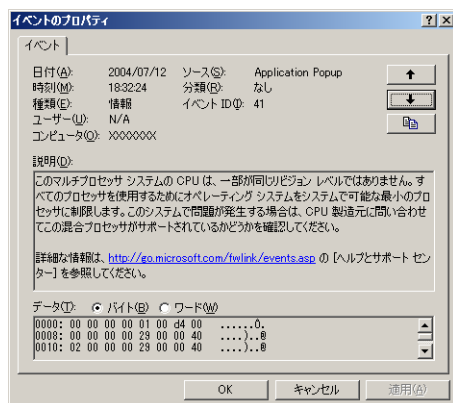 イベントのプロパティ
イベント
日付(A): 2004/07/12 ソース(S): Application Popup
時刻(M): 18:32:24 分類(R): なし
種類(E): 情報 イベント ID(I): 41
ユーザー(U): N/A
コンピュータ(O): XXXXXXX
説明(D):
このマルチプロセッサ システムの CPU は、一部が同じリビジョン レベルではありません。す
べてのプロセッサを使用するためにオペレーティング システムをシステムで可能な最小のプロ
セッサに制限します。このシステムで問題が発生する場合は、CPU 製造元に問い合わせ
てこの混合プロセッサがサポートされているかどうかを確認してください。
詳細な情報は、http://go.microsoft.com/fwlink/events.asp の [ヘルプとサポート セン
ター] を参照してください。
データ(T): バイト(B) ワード(W)
0000: 00 00 00 00 01 00 d4 00 ......Ô.
0008: 00 00 00 00 29 00 00 40 ....)..@
0010: 02 00 00 00 29 00 00 40 ....)..@
OK キャンセル 適用(A)